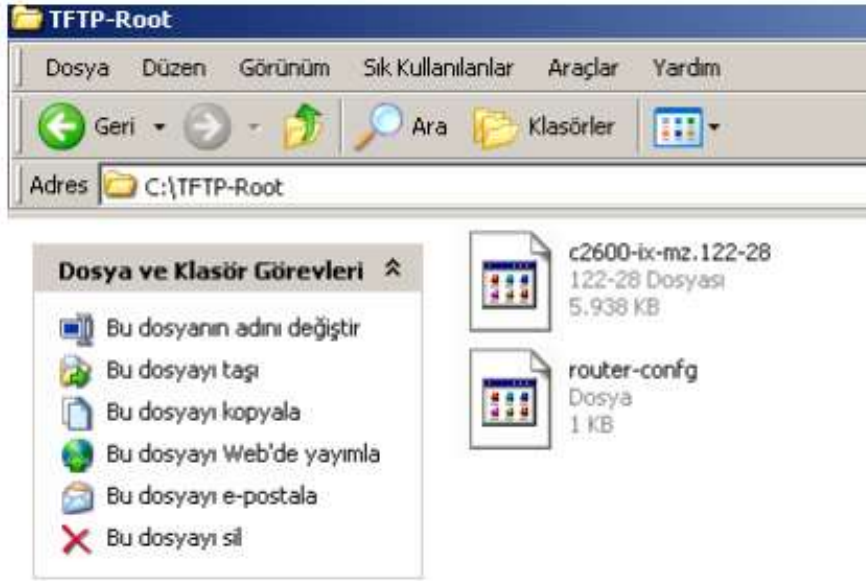 TFTP-Root
Dosya Düzen Görünüm Sık Kullanılanlar Araçlar Yardım
Geri Ara Klasörler
Adres C:\TFTP-Root
Dosya ve Klasör Görevleri
Bu dosyanın adını değiştir
Bu dosyayı taşı
Bu dosyayı kopyala
Bu dosyayı Web'de yayımla
Bu dosyayı e-postala
Bu dosyayı sil
c2600-ix-mz.122-28
122-28 Dosyası
5.938 KB
router-confg
Dosya
1 KB